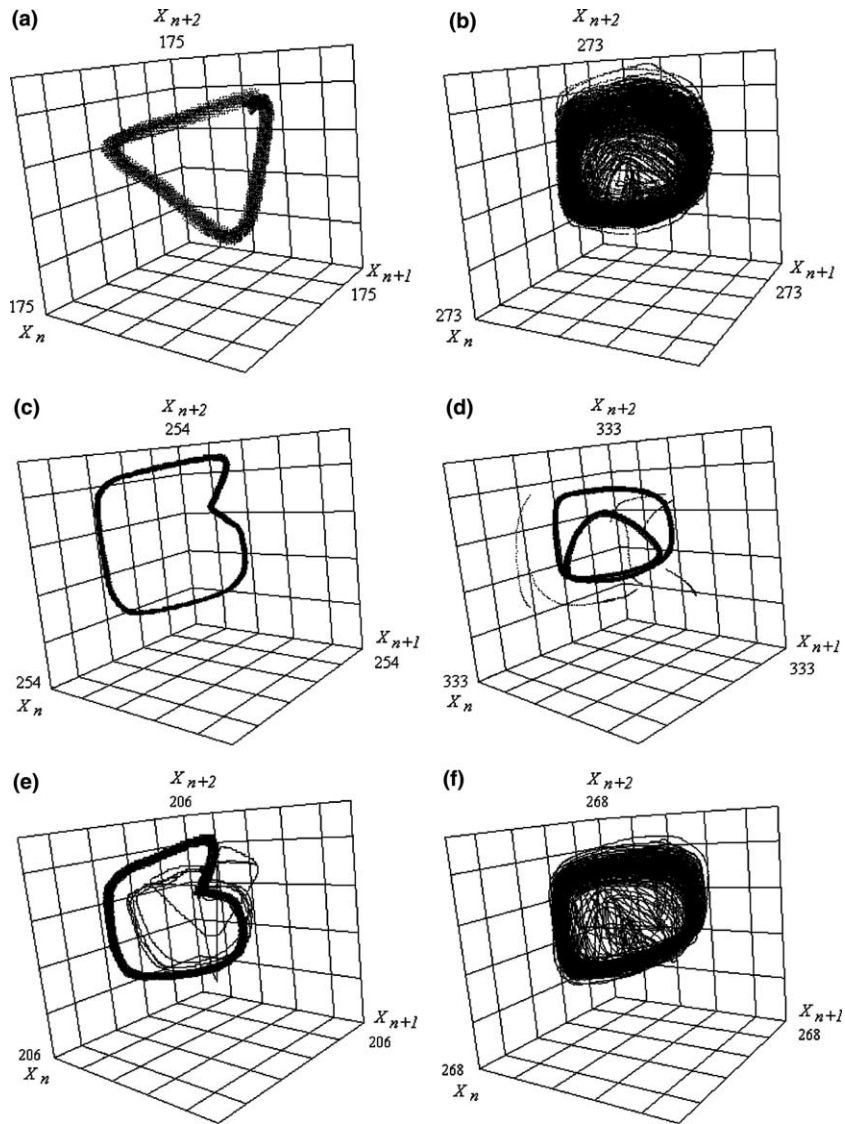 (a)
X n+2
175
175
X n
X n+1
175
(b)
X n+2
273
273
X n
X n+1
273
(c)
X n+2
254
254
X n
X n+1
254
(d)
X n+2
333
333
X n
X n+1
333
(e)
X n+2
206
206
X n
X n+1
206
(f)
X n+2
268
268
X n
X n+1
268